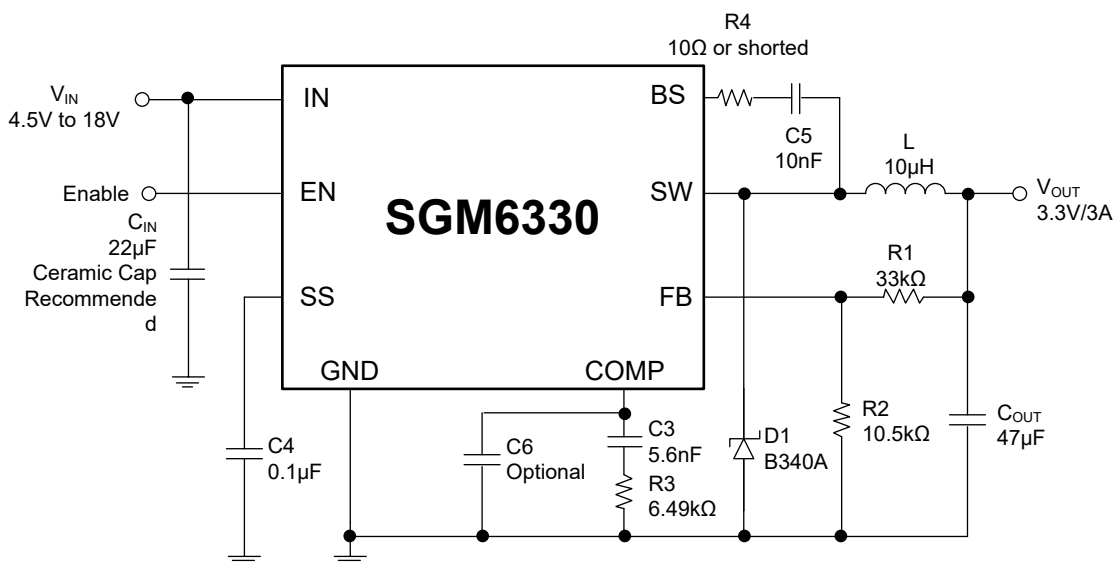 R4
10Ω or shorted
VIN
4.5V to 18V
IN
BS
C5
10nF
L
10µH
Enable
EN
SGM6330
SW
VOUT
3.3V/3A
CIN
22µF
Ceramic Cap
Recommende
d
R1
33kΩ
SS
FB
GND
COMP
C4
0.1µF
C6
Optional
C3
5.6nF
R3
6.49kΩ
D1
B340A
R2
10.5kΩ
COUT
47µF